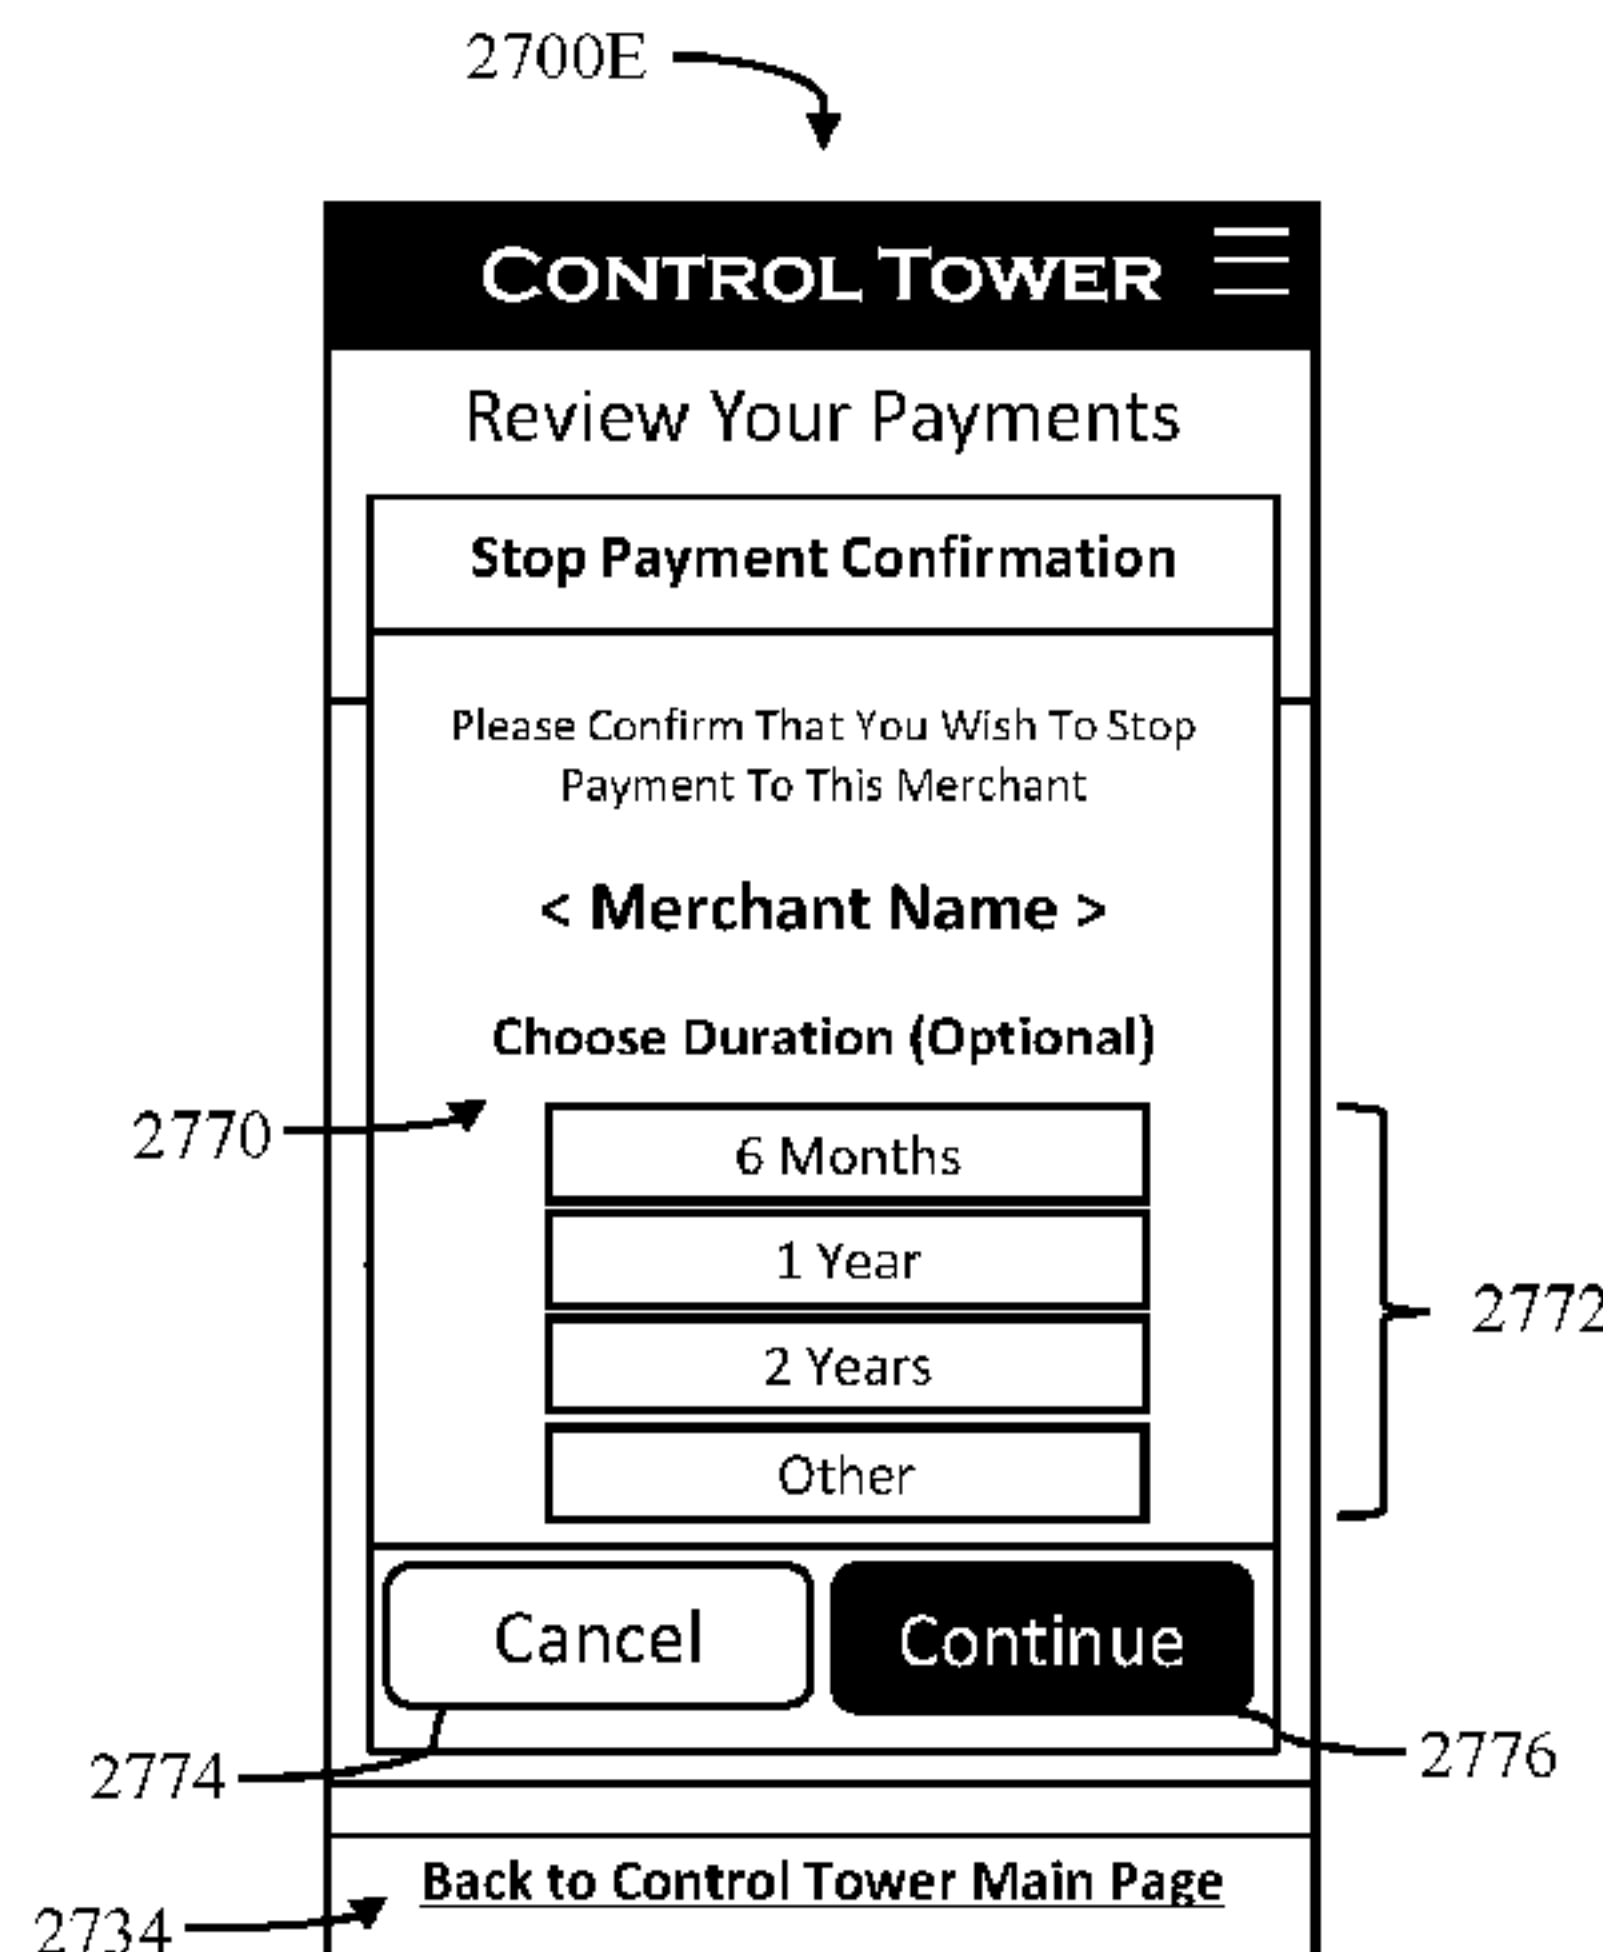 2700E
CONTROL TOWER
Review Your Payments
Stop Payment Confirmation
Please Confirm That You Wish To Stop
Payment To This Merchant
< Merchant Name >
Choose Duration (Optional)
2770
6 Months
1 Year
2772
2 Years
Other
Cancel
Continue
2774
2776
Back to Control Tower Main Page
2734